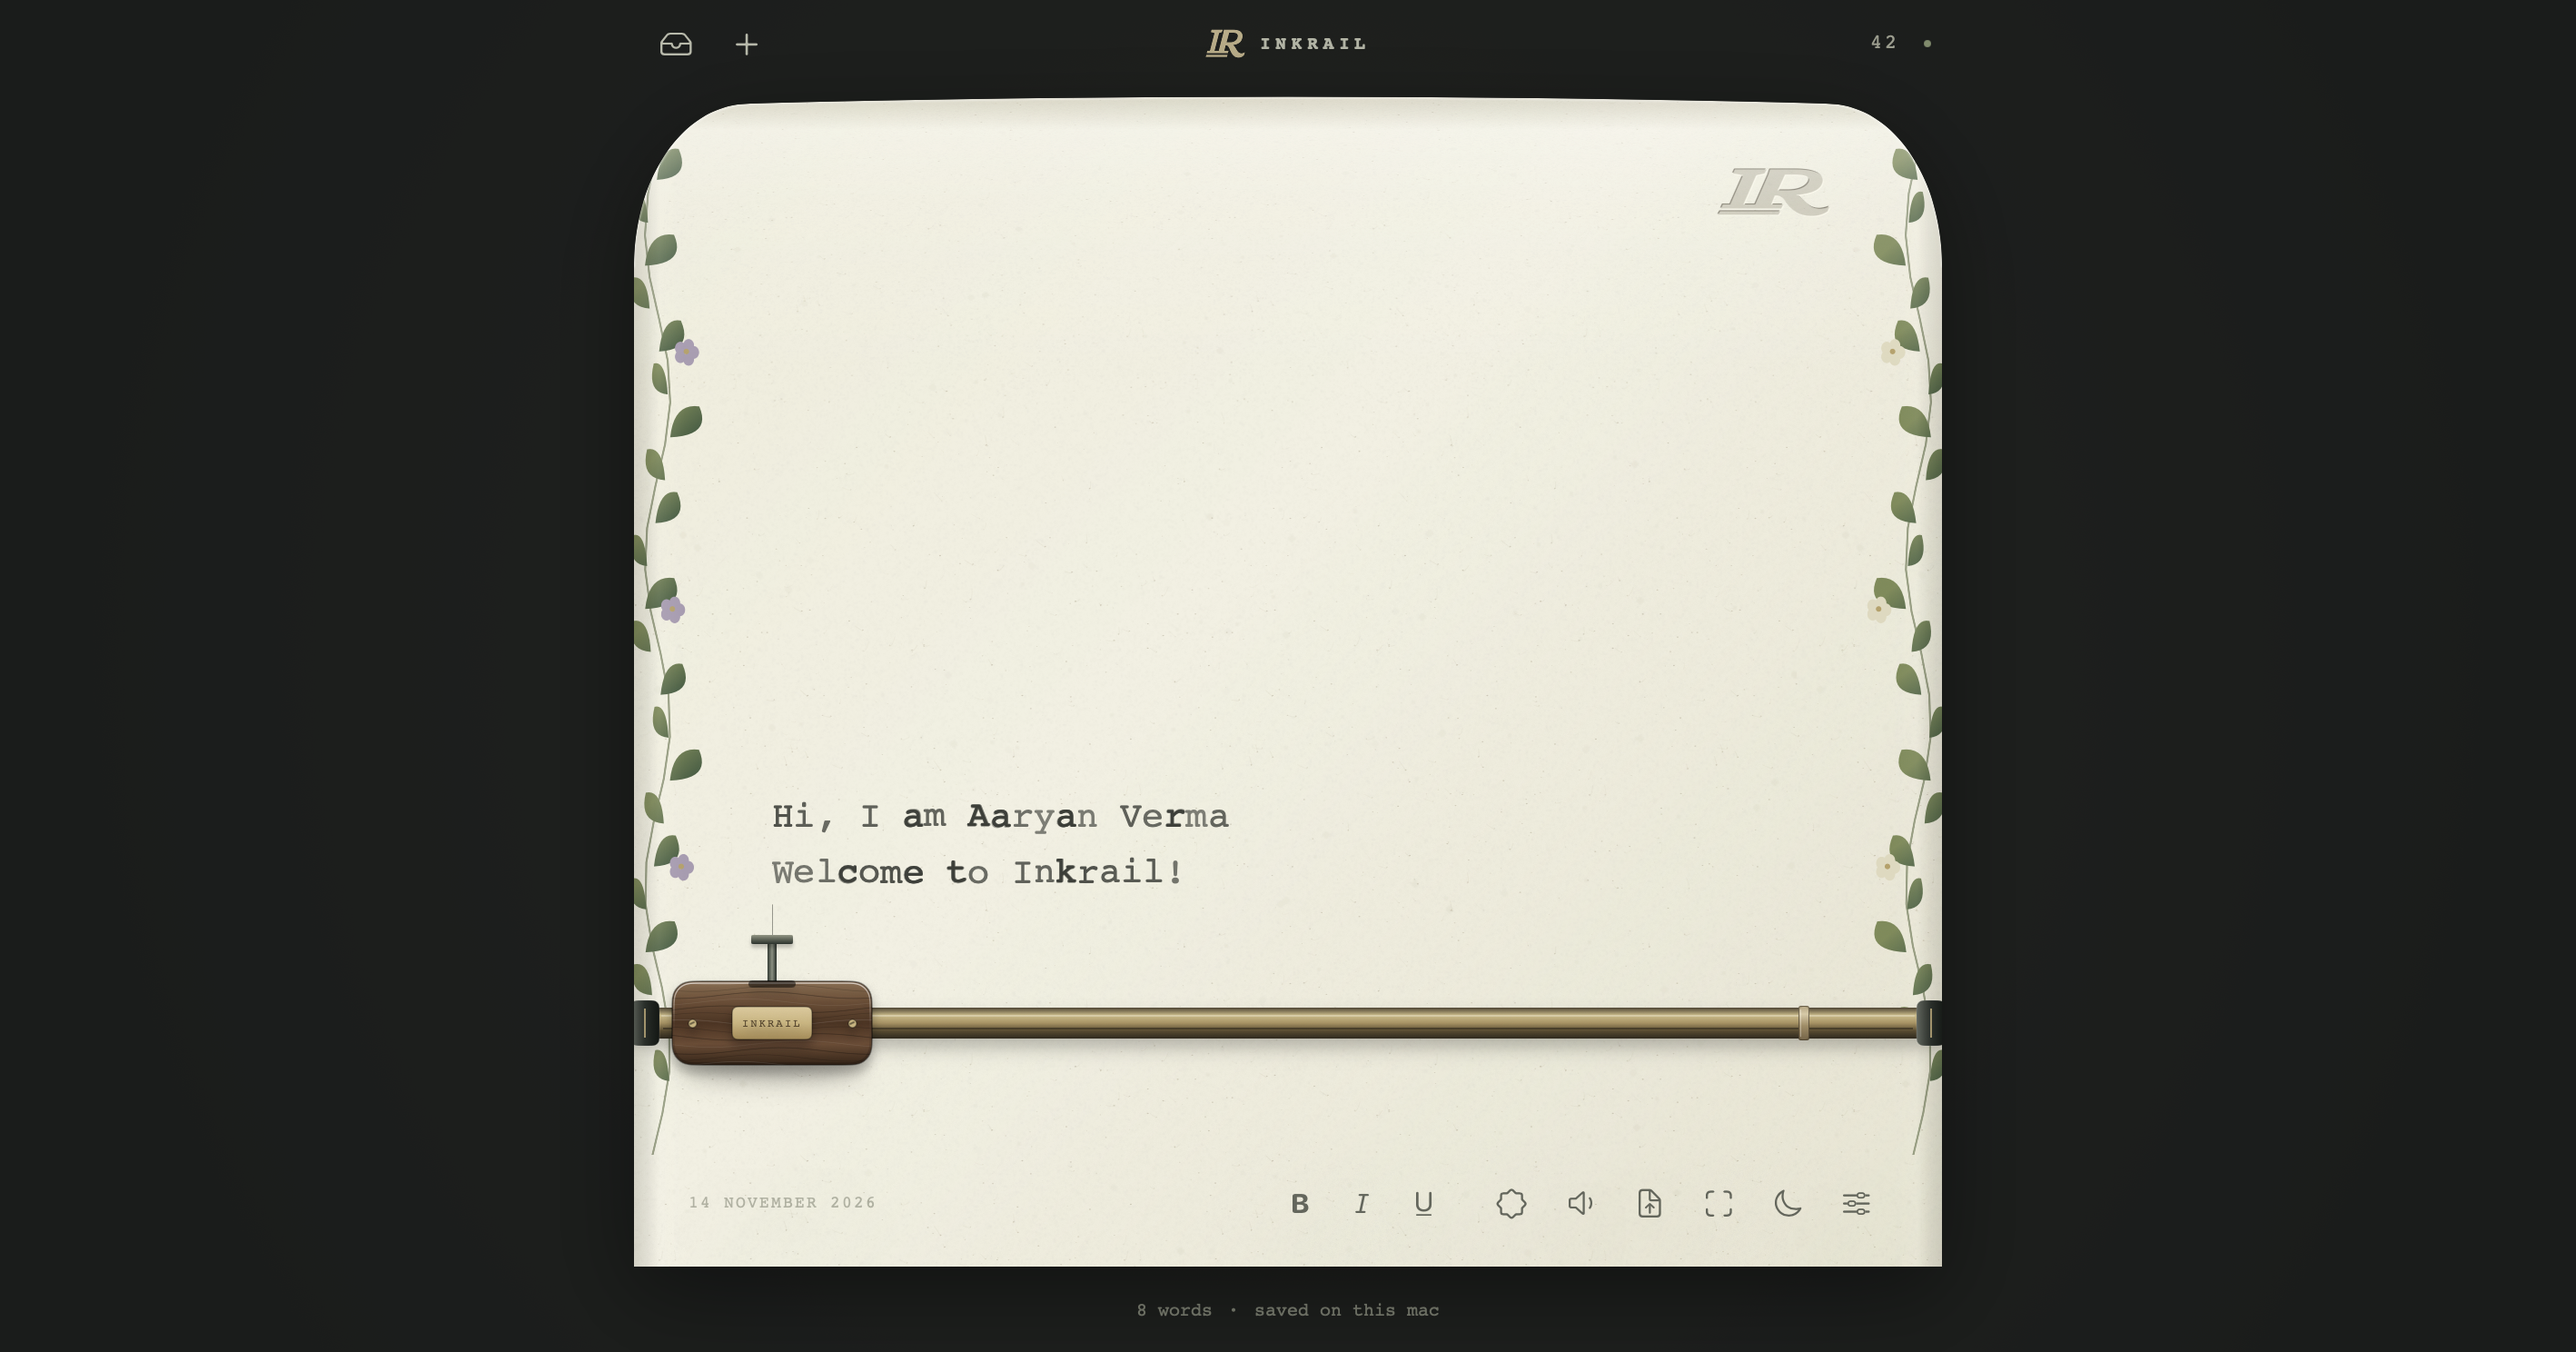 IR INKRAIL
42
IR
Hi, I am Aaryan Verma
Welcome to Inkrail!
INKRAIL
14 NOVEMBER 2026
B I U
8 words · saved on this mac